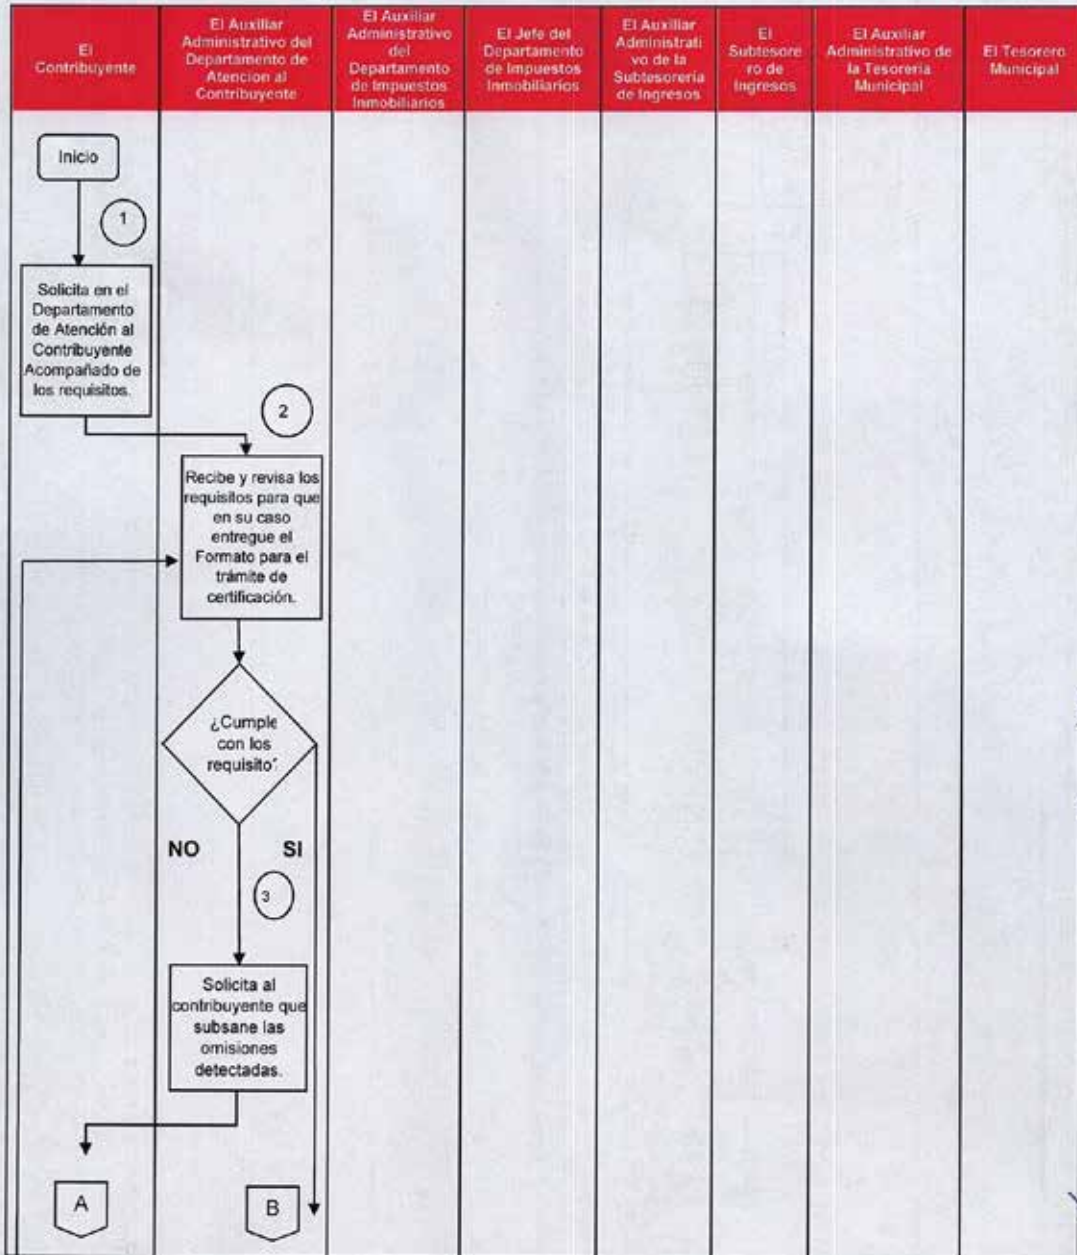 El
Contribuyente
El Auxiliar
Administrativo del
Departamento de
Atencion al
Contribuyente
El Auxiliar
Administrativo
del
Departamento
de Impuestos
Inmobiliarios
El Jefe del
Departamento
de Impuestos
Inmobiliarios
El Auxiliar
Administrati
vo de la
Subtesorería
de Ingresos
El
Subtesore
ro de
Ingresos
El Auxiliar
Administrativo de
la Tesorería
Municipal
El Tesorero
Municipal
Inicio
1
Solicita en el
Departamento
de Atención al
Contribuyente
Acompañado de
los requisitos.
2
Recibe y revisa los
requisitos para que
en su caso
entregue el
Formato para el
trámite de
certificación.
¿Cumple
con los
requisito?
NO SI
3
Solicita al
contribuyente que
subsane las
omisiones
detectadas.
A
B